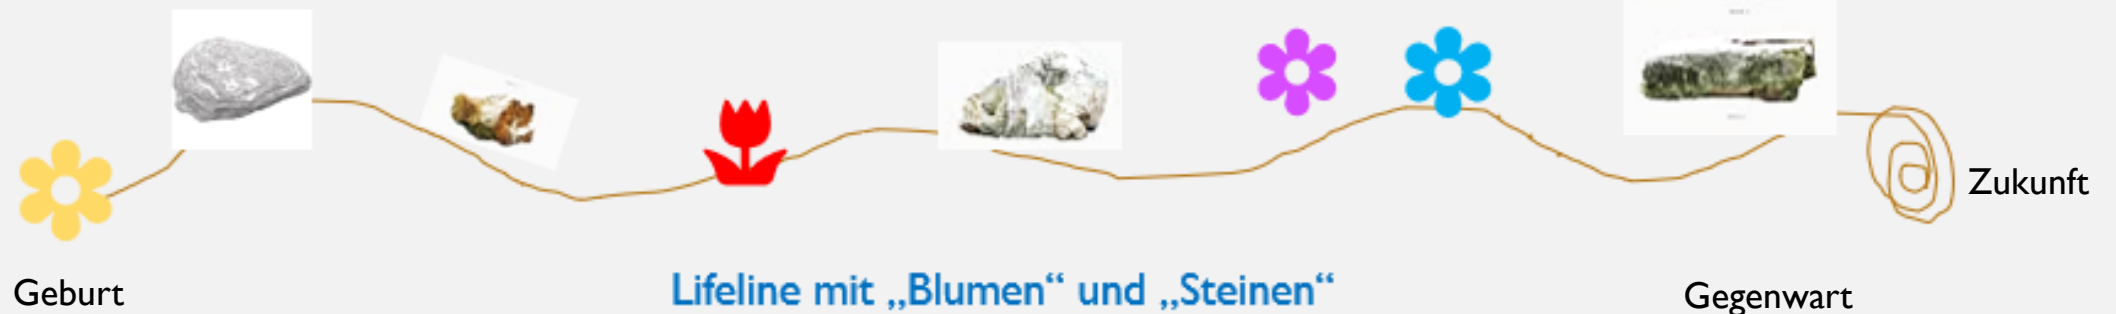 Zukunft
Geburt
Lifeline mit „Blumen“ und „Steinen“
Gegenwart